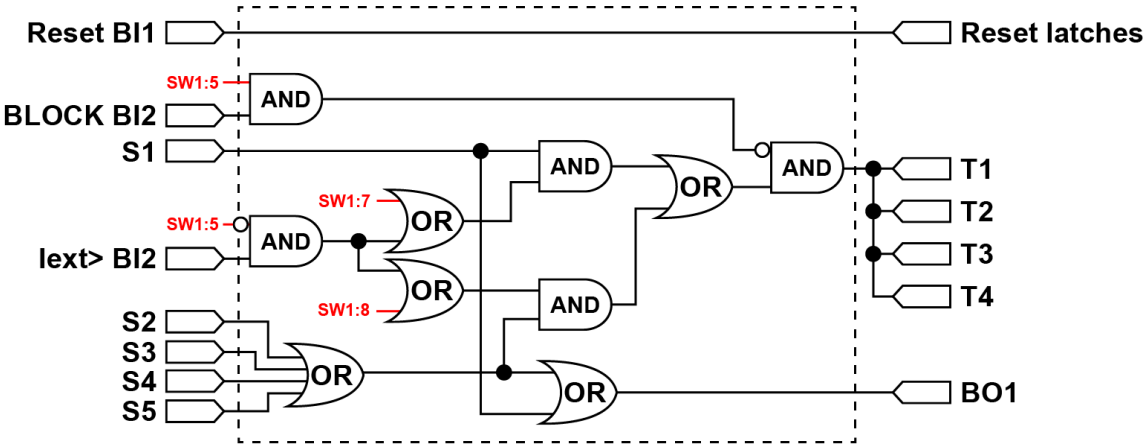 Reset BI1
Reset latches
SW1:5
AND
BLOCK BI2
S1
AND
AND
T1
OR
SW1:7
OR
T2
SW1:5
AND
Iext> BI2
T3
OR
SW1:8
AND
T4
S2
S3
S4
S5
OR
OR
BO1